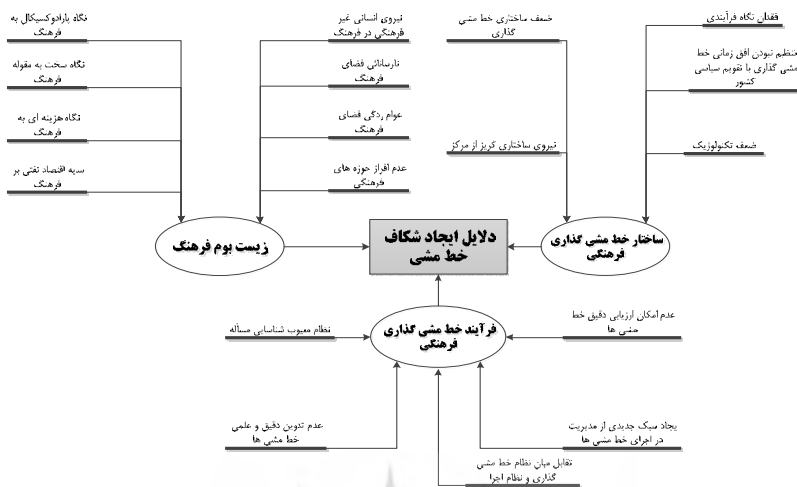 فقدان نگاه فرآیندی
منظم نبودن افق زمانی خط
مشی گذاری با تقویم سیاسی
کشور
ضعف تکنولوژیک
ضعف ساختاری خط مشی
گذاری
نیروی ساختاری گریز از مرکز
ساختار خط مشی گذاری
فرهنگی
نیروی انسانی غیر
فرهنگی در فرهنگ
نارسانائی فضای
فرهنگ
عوام زدگی فضای
فرهنگ
عدم افراز حوزه های
فرهنگی
نگاه پارادوکسیکال به
فرهنگ
نگاه سخت به مقوله
فرهنگ
نگاه هزینه ای به
فرهنگ
سایه اقتصاد نفتی بر
فرهنگ
زیست بوم فرهنگ
دلایل ایجاد شکاف
خط مشی
فرآیند خط مشی گذاری
فرهنگی
عدم امکان ارزیابی دقیق خط
مشی ها
نظام معیوب شناسایی مسأله
یجاد سبک جدیدی از مدیریت
در اجرای خط مشی ها
تقابل میان نظام خط مشی
گذاری و نظام اجرا
عدم تدوین دقیق و علمی
خط مشی ها